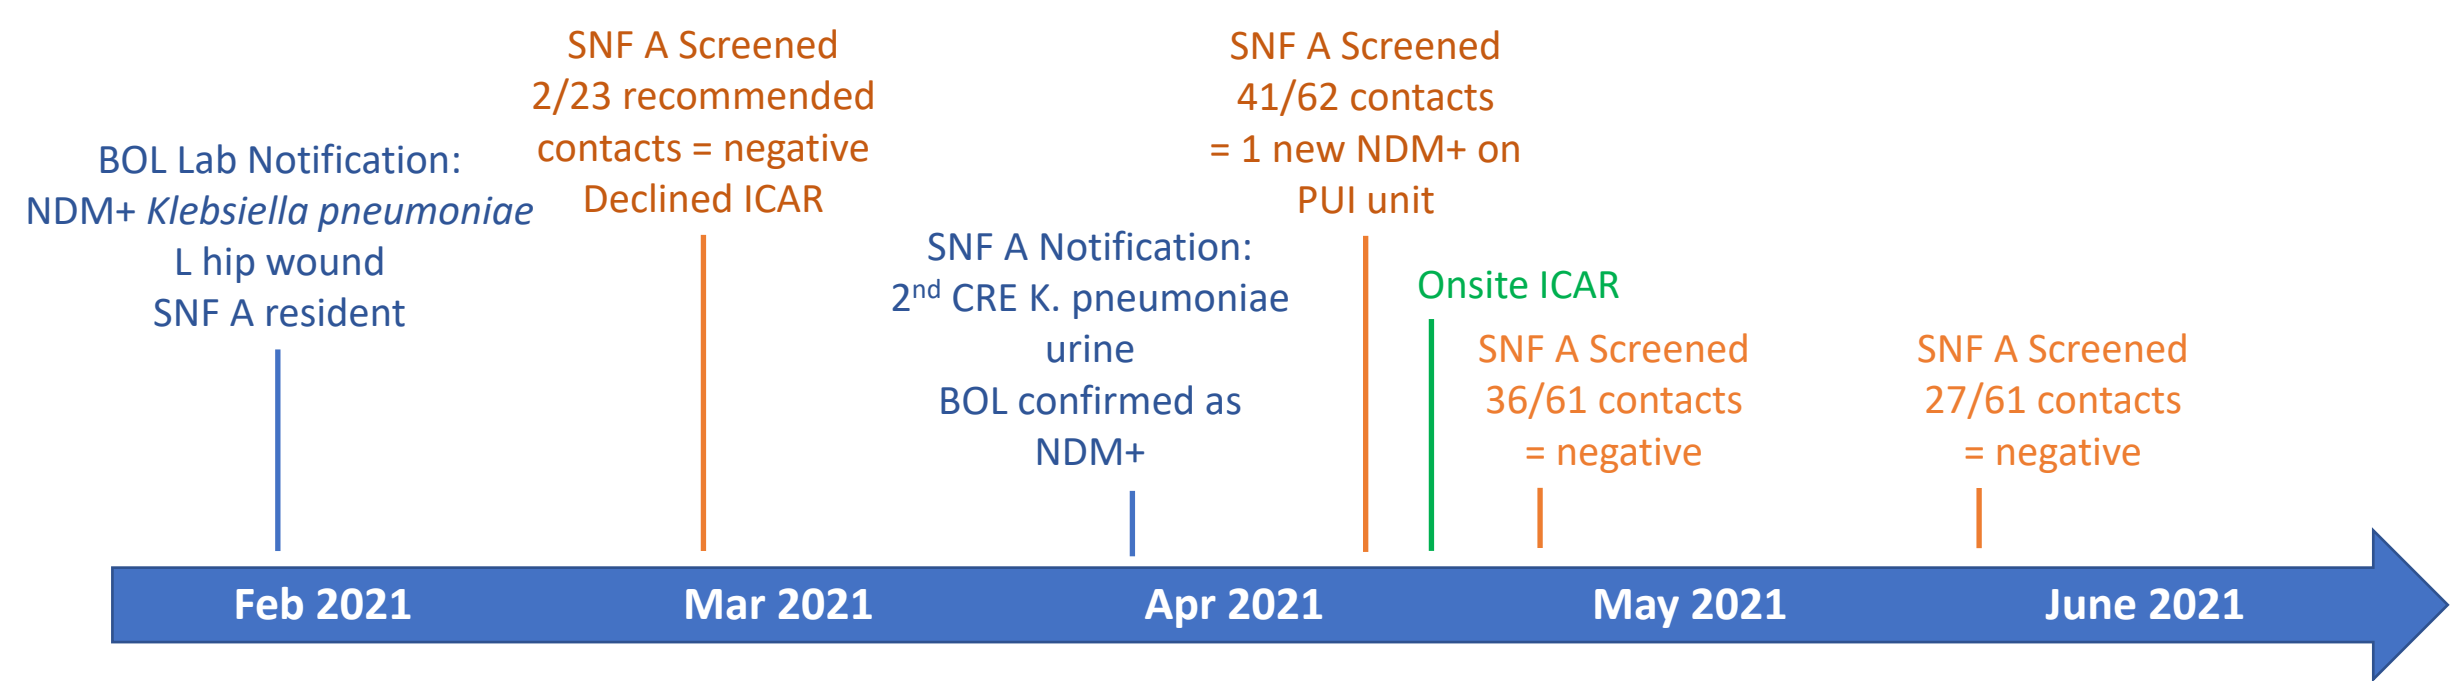 BOL Lab Notification:
NDM+ Klebsiella pneumoniae
L hip wound
SNF A resident
SNF A Screened
2/23 recommended
contacts = negative
Declined ICAR
SNF A Notification:
2nd CRE K. pneumoniae
urine
BOL confirmed as
NDM+
SNF A Screened
41/62 contacts
= 1 new NDM+ on
PUI unit
Onsite ICAR
SNF A Screened
36/61 contacts
= negative
SNF A Screened
27/61 contacts
= negative
Feb 2021
Mar 2021
Apr 2021
May 2021
June 2021